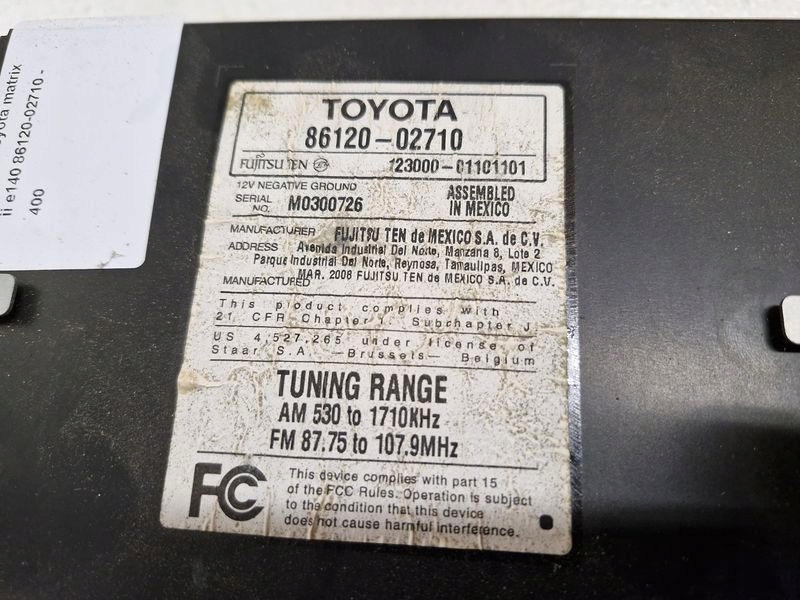 yota matrix
ii e140 86120-02710 -
400
TOYOTA
86120-02710
FUJITSU TEN 123000-01101101
12V NEGATIVE GROUND
SERIAL NO. M0300726
ASSEMBLED IN MEXICO
MANUFACTURER FUJITSU TEN de MEXICO S.A. de C.V.
ADDRESS Avenida Industrial Del Norte, Manzana 8, Lote 2
Parque Industrial Del Norte, Reynosa, Tamaulipas, MEXICO
MANUFACTURED MAR. 2008 FUJITSU TEN de MEXICO S.A. de C.V.
This product complies with
21 CFR Chapter I, Subchapter J.
US 4,527,265 under license of
Staar S.A. -Brussels- Belgium
TUNING RANGE
AM 530 to 1710KHz
FM 87.75 to 107.9MHz
FC
This device complies with part 15
of the FCC Rules. Operation is subject
to the condition that this device
does not cause harmful interference.